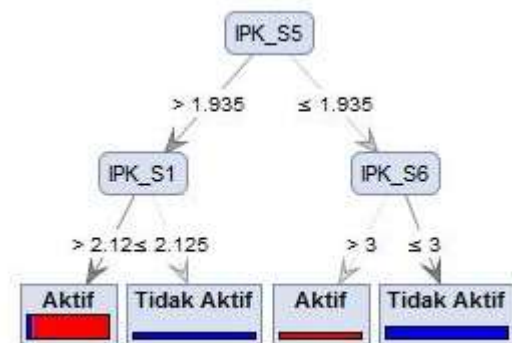 IPK_S5
> 1.935 ≤ 1.935
IPK_S1 IPK_S6
> 2.12 ≤ 2.125 > 3 ≤ 3
Aktif Tidak Aktif Aktif Tidak Aktif